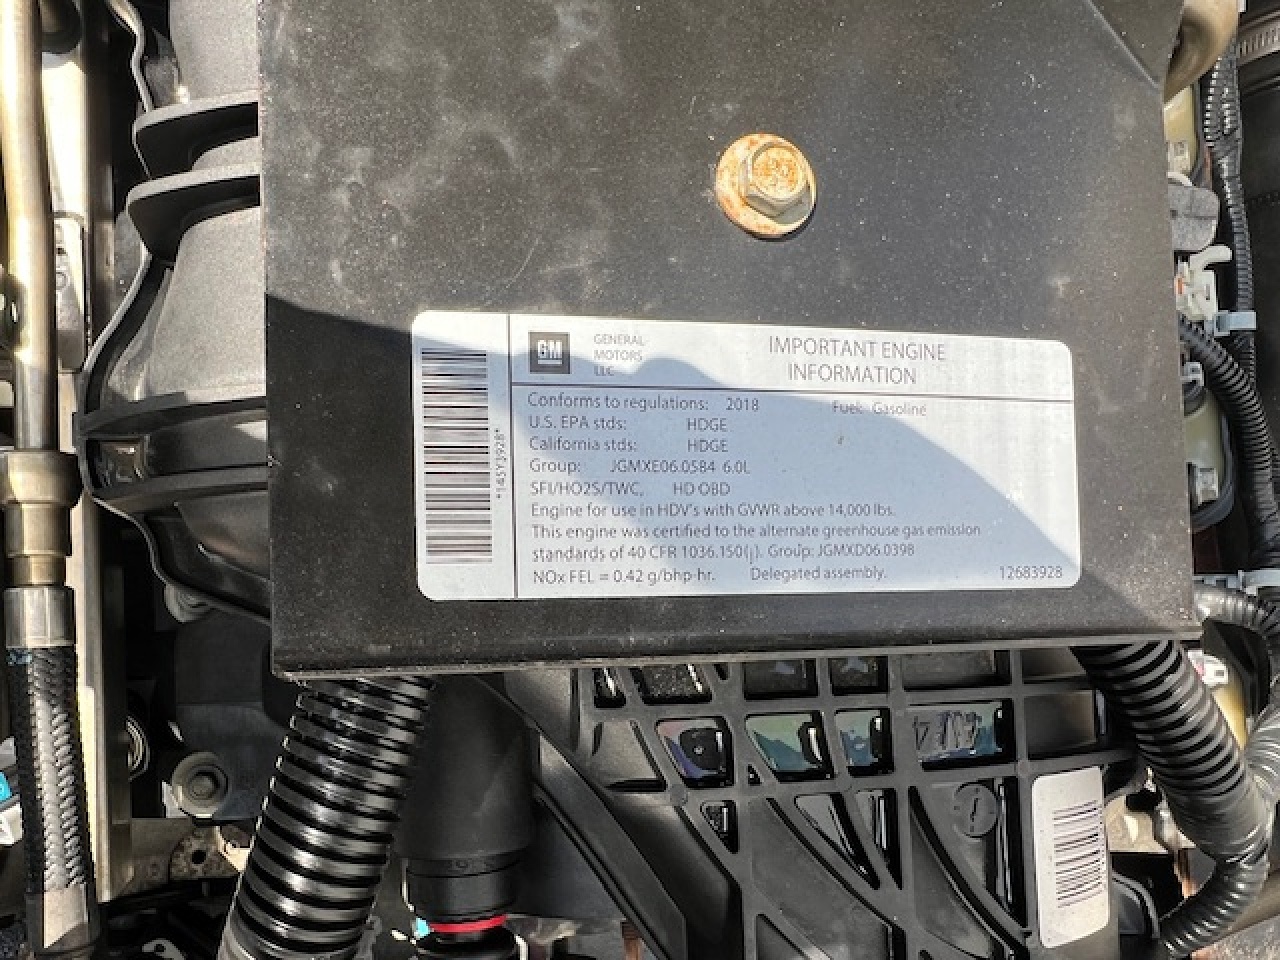 GM
GENERAL
MOTORS
LLC
IMPORTANT ENGINE
INFORMATION
Conforms to regulations: 2018 Fuel: Gasoline
U.S. EPA stds: HDGE
California stds: HDGE
Group: JGMXE06.0584 6.0L
SFI/HO2S/TWC, HD OBD
Engine for use in HDV's with GVWR above 14,000 lbs.
This engine was certified to the alternate greenhouse gas emission
standards of 40 CFR 1036.150(j). Group: JGMXD06.0398
NOx FEL = 0.42 g/bhp-hr. Delegated assembly. 12683928